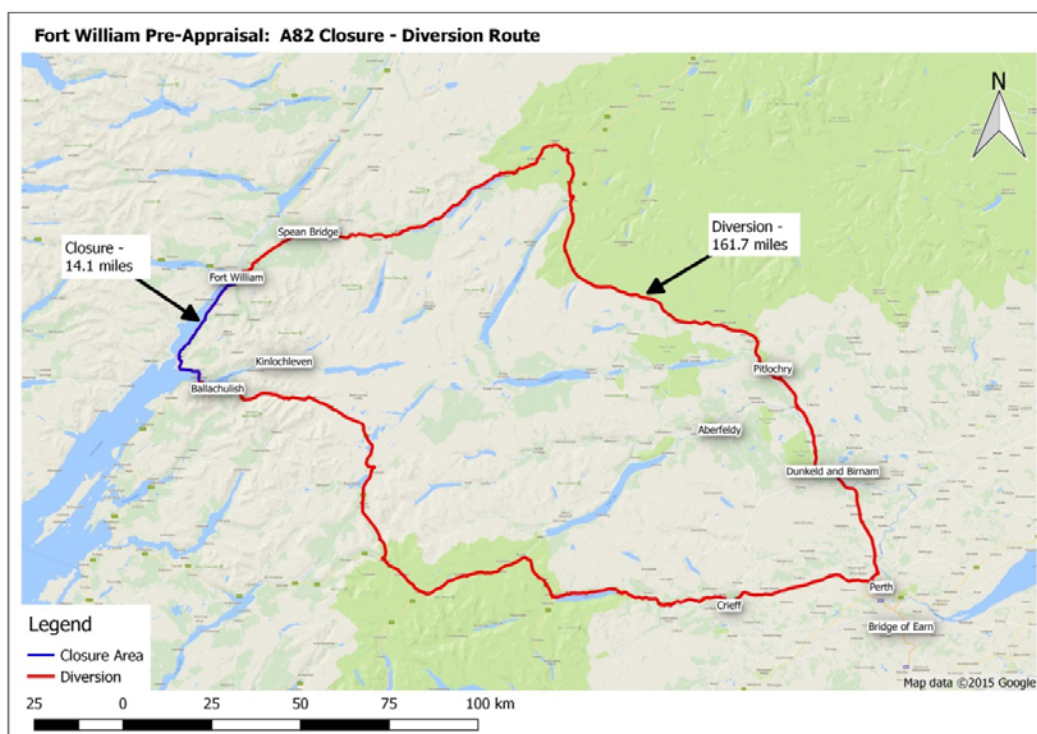 Fort William Pre-Appraisal: A82 Closure - Diversion Route
N
Spean Bridge
Closure -
14.1 miles
Diversion -
161.7 miles
Fort William
Kinlochleven
Ballachulish
Pitlochry
Aberfeldy
Dunkeld and Birnam
Perth
Crieff
Bridge of Earn
Legend
Closure Area
Diversion
Map data ©2015 Google
25 0 25 50 75 100 km